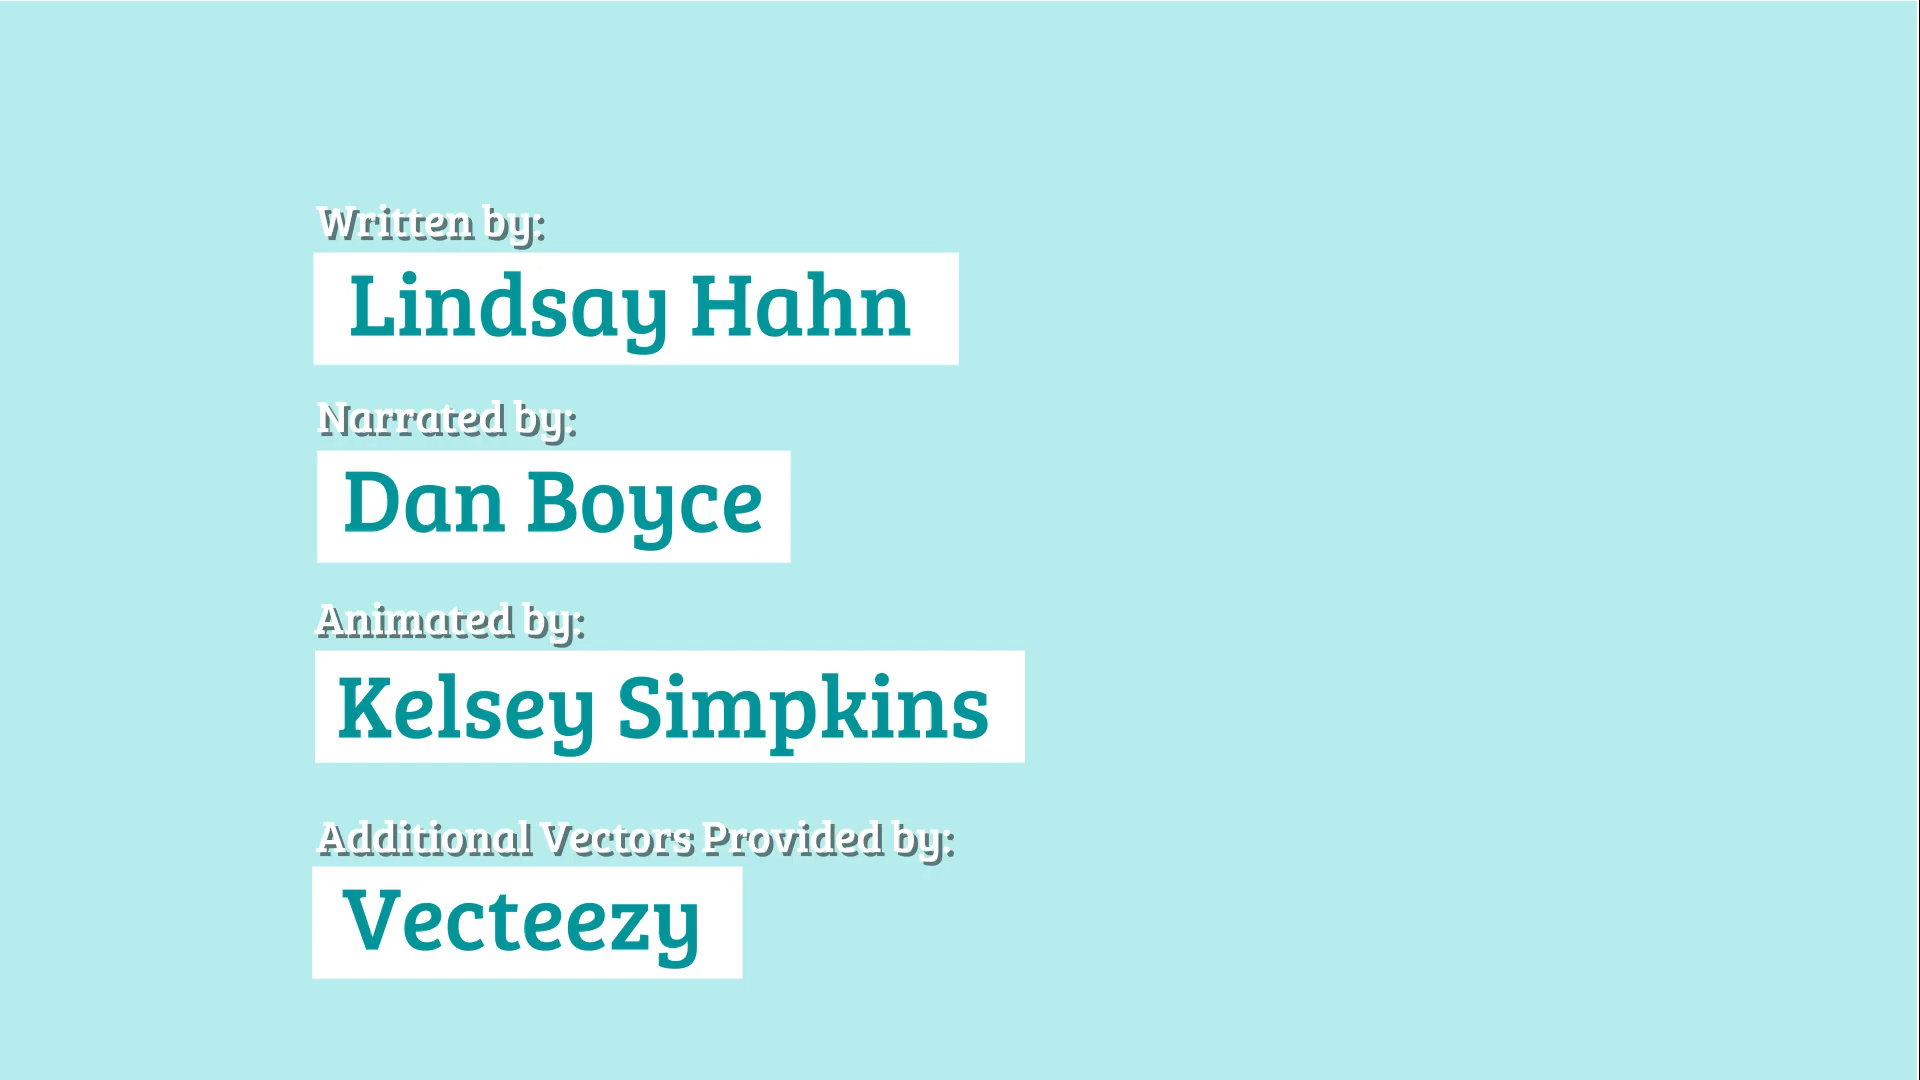 Written by:
Lindsay Hahn
Narrated by:
Dan Boyce
Animated by:
Kelsey Simpkins
Additional Vectors Provided by:
Vecteezy